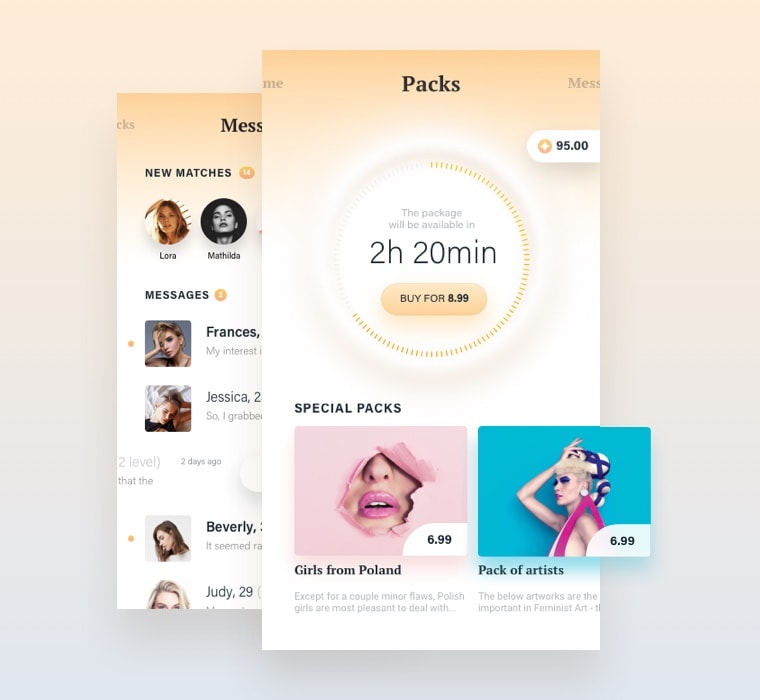 cks
Mess
NEW MATCHES 14
Lora
Mathilda
MESSAGES 2
Frances,
My interest i
Jessica, 2
So, I grabbe
2 level)
2 days ago
that the
Beverly, 3
It seemed ra
Judy, 29
me
Packs
Mess
95.00
The package
will be available in
2h 20min
BUY FOR 8.99
SPECIAL PACKS
6.99
6.99
Girls from Poland
Pack of artists
Except for a couple minor flaws, Polish
girls are most pleasant to deal with...
The below artworks are the
important in Feminist Art - t